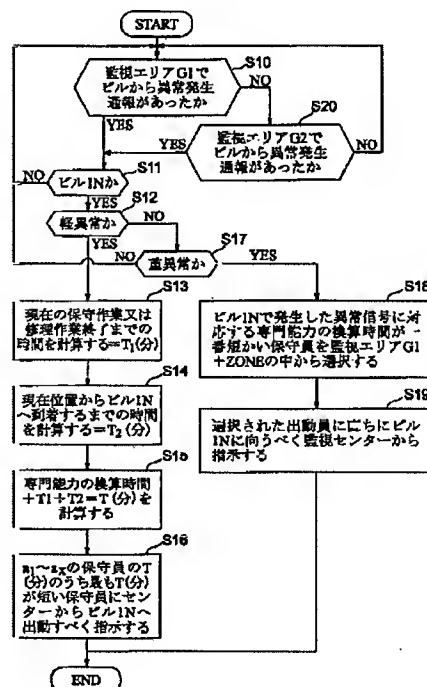 START
S10
監視エリアG1で
ビルから異常発生
通報があったか
NO
YES
S20
監視エリアG2で
ビルから異常発生
通報があったか
YES
NO
S11
ビル1Nか
NO
YES
S12
軽異常か
NO
YES
S17
重異常か
NO
YES
S13
現在の保守作業又は
修理作業終了までの
時間を計算する=T₁(分)
S14
現在位置からビル1N
へ到着するまでの時間
を計算する=T₂(分)
S15
専門能力の換算時間
+T1+T2=T(分)を
計算する
S16
a₁~axの保守員のT
(分)のうち最もT(分)
が短い保守員にセン
ターからビル1Nへ
出動すべく指示する
S18
ビル1Nで発生した異常信号に対
応する専門能力の換算時間が一
番短かい保守員を監視エリアG1
+ZONEの中から選択する
S19
選択された出動員に直ちにビル
1Nに向うべく監視センターから
指示する
END